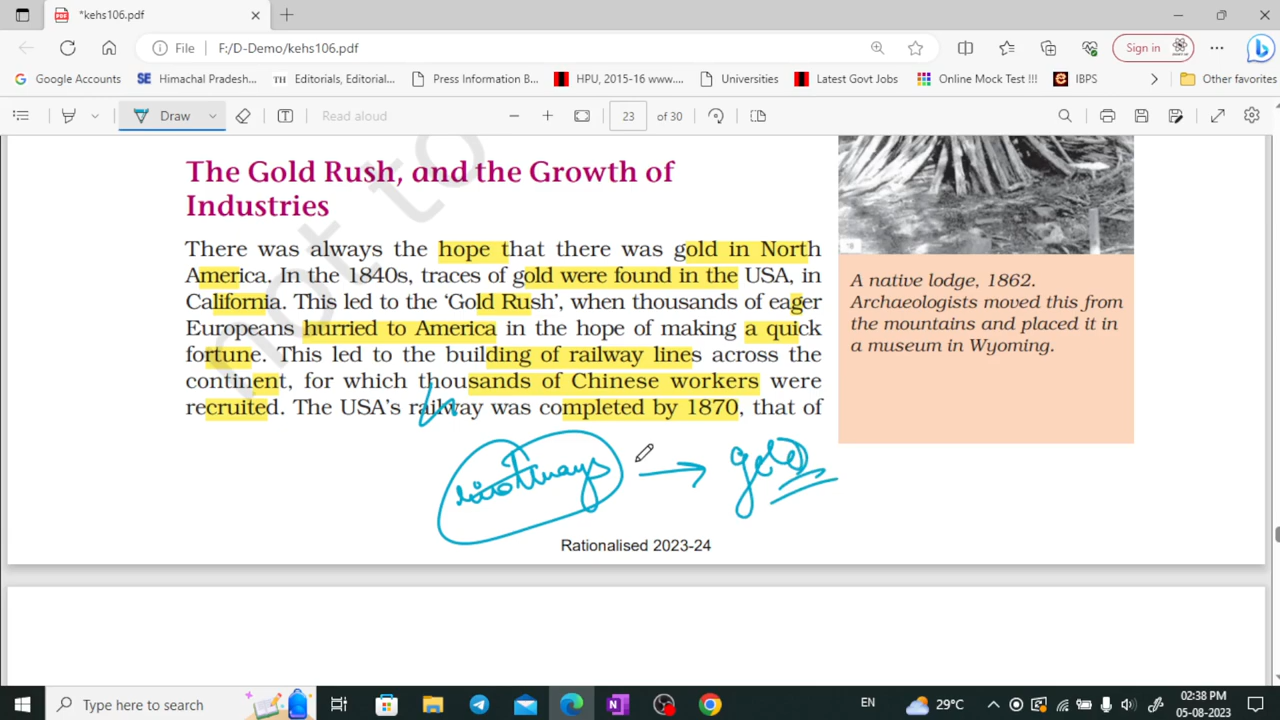 *kehs106.pdf
File F:/D-Demo/kehs106.pdf Sign in
Google Accounts SE Himachal Pradesh... TH Editorials, Editorial... Press Information B... HPU, 2015-16 www.... Universities Latest Govt Jobs Online Mock Test !!! IBPS Other favorites
Draw Read aloud 23 of 30
not to
The Gold Rush, and the Growth of
Industries
There was always the hope that there was gold in North
America. In the 1840s, traces of gold were found in the USA, in
California. This led to the ‘Gold Rush’, when thousands of eager
Europeans hurried to America in the hope of making a quick
fortune. This led to the building of railway lines across the
continent, for which thousands of Chinese workers were
recruited. The USA’s railway was completed by 1870, that of
A native lodge, 1862.
Archaeologists moved this from
the mountains and placed it in
a museum in Wyoming.
gold
Rationalised 2023-24
Type here to search
EN 29°C 02:38 PM
05-08-2023